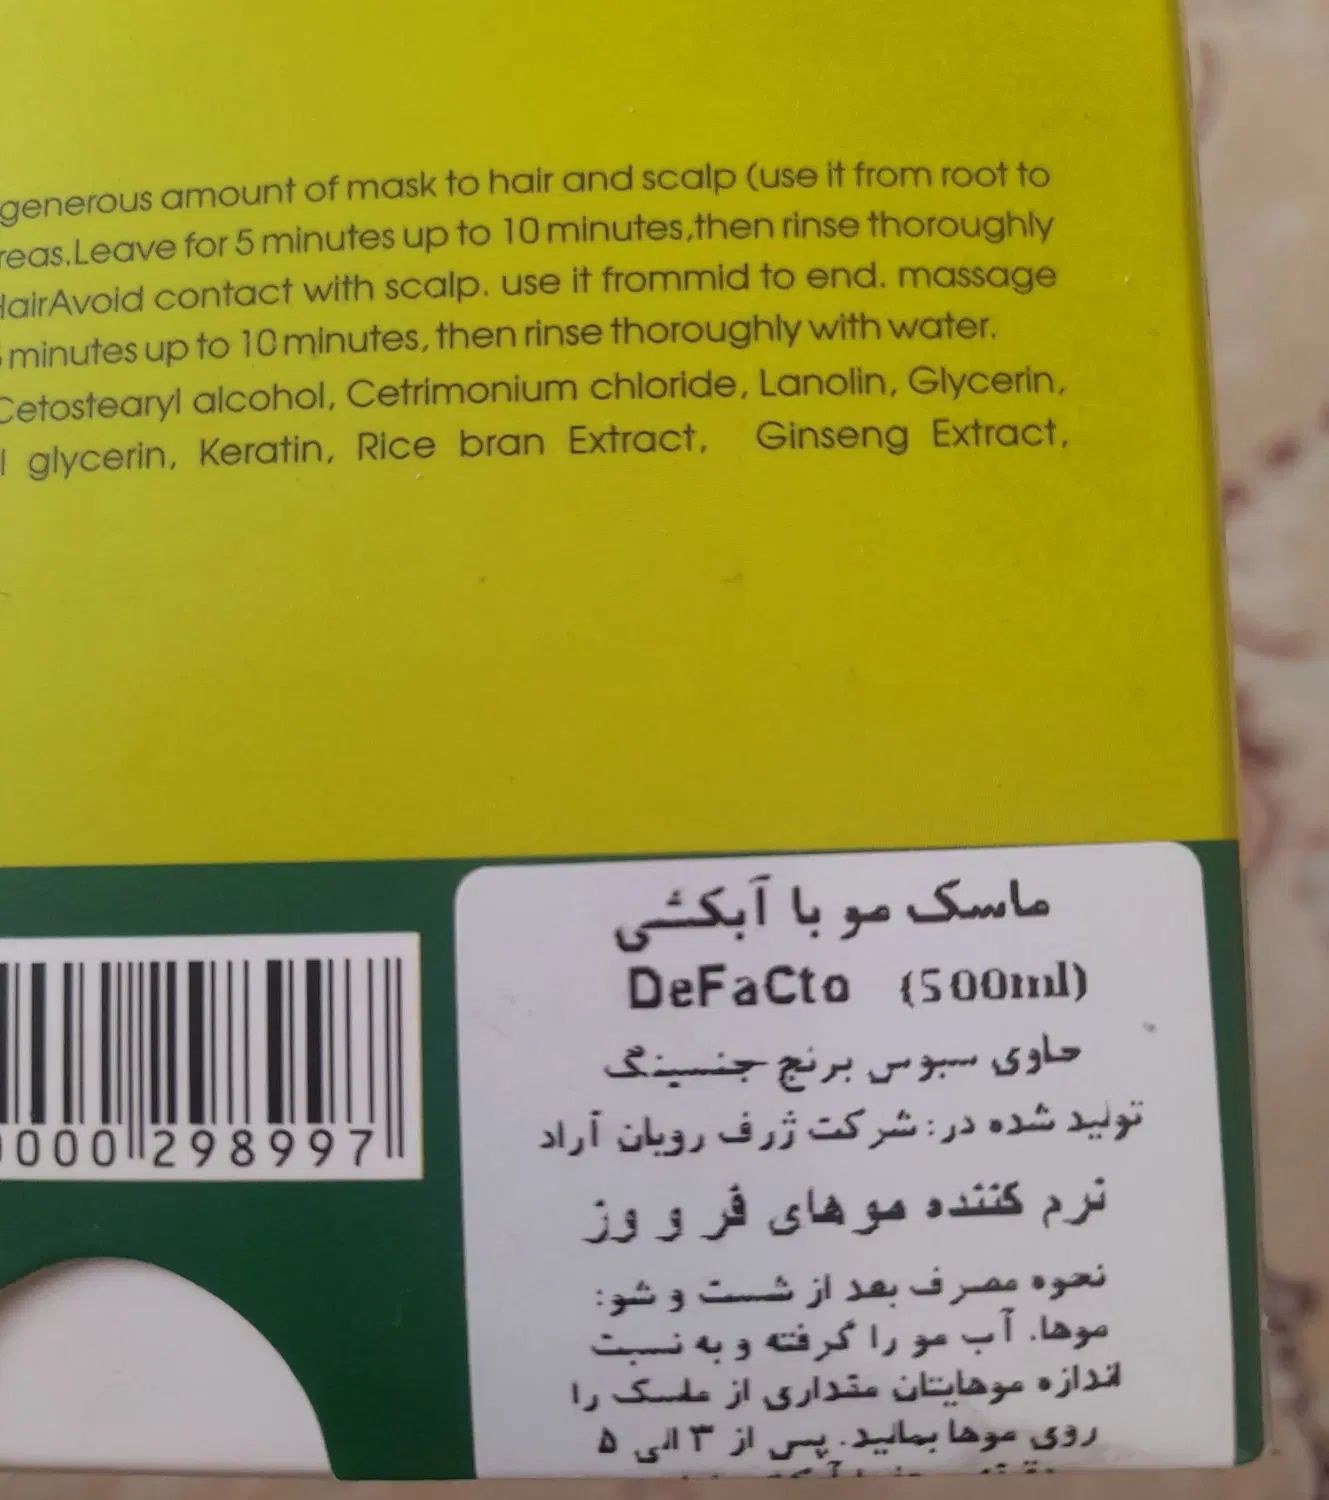 generous amount of mask to hair and scalp (use it from root to
reas.Leave for 5 minutes up to 10 minutes,then rinse thoroughly
HairAvoid contact with scalp. use it frommid to end. massage
minutes up to 10 minutes, then rinse thoroughly with water.
Cetostearyl alcohol, Cetrimonium chloride, Lanolin, Glycerin,
l glycerin, Keratin, Rice bran Extract, Ginseng Extract,
000298997
ماسک مو با آبکشی
DeFaCto (500ml)
حاوی سبوس برنج جنسینگ
تولید شده در: شرکت ژرف رویان آراد
نرم کننده مو های فر و وز
نحوه مصرف بعد از شست و شو:
موها. آب مو را گرفته و به نسبت
اندازه موهایتان مقداری از ماسک را
روی موها بمالید. پس از ۳ الی ۵